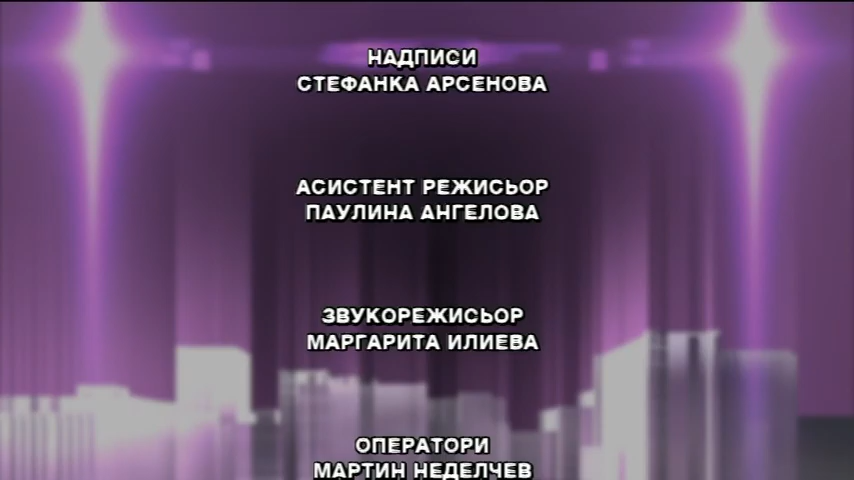 НАДПИСИ
СТЕФАНКА АРСЕНОВА
АСИСТЕНТ РЕЖИСЬОР
ПАУЛИНА АНГЕЛОВА
ЗВУКОРЕЖИСЬОР
МАРГАРИТА ИЛИЕВА
ОПЕРАТОРИ
МАРТИН НЕДЕЛЧЕВ